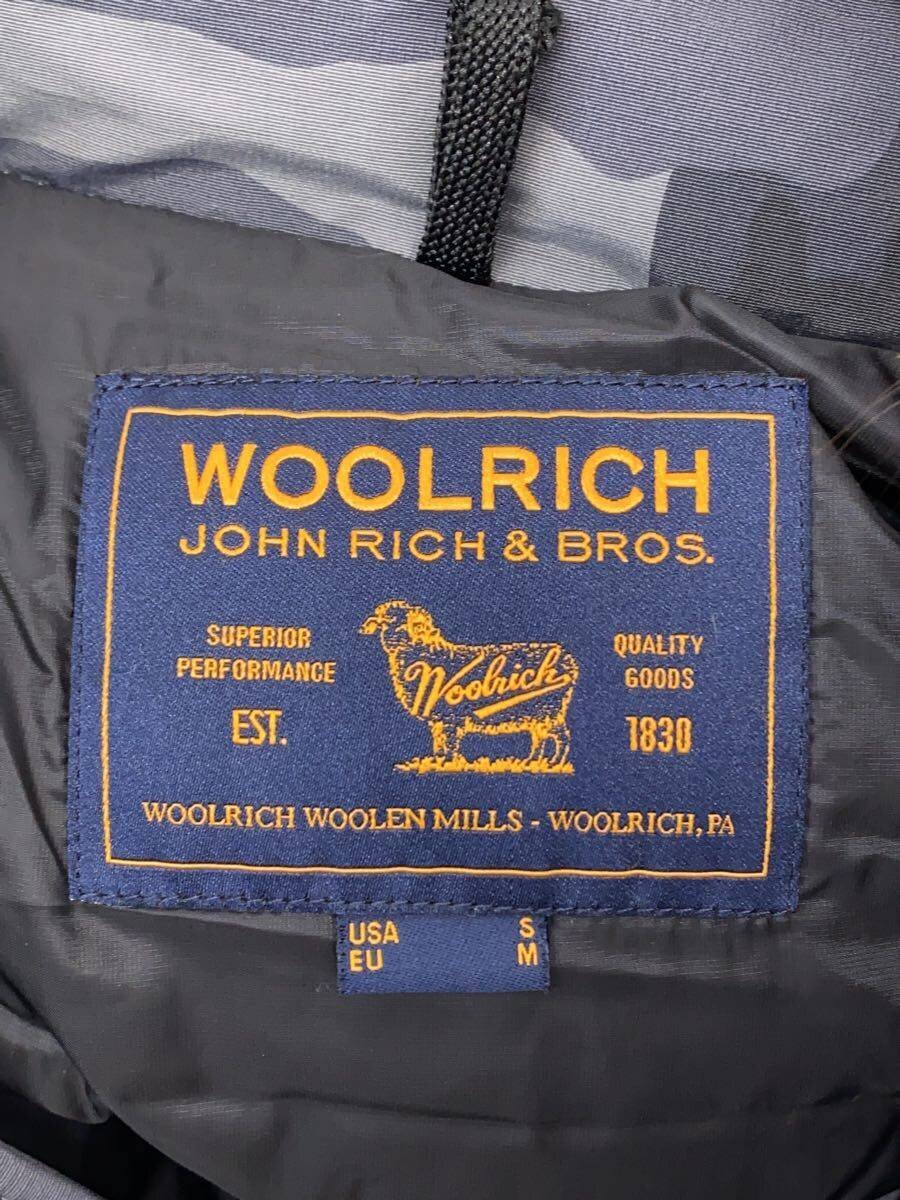 WOOLRICH
JOHN RICH & BROS.
SUPERIOR
PERFORMANCE
EST.
Woolrich
QUALITY
GOODS
1830
WOOLRICH WOOLEN MILLS - WOOLRICH, PA
USA S
EU M